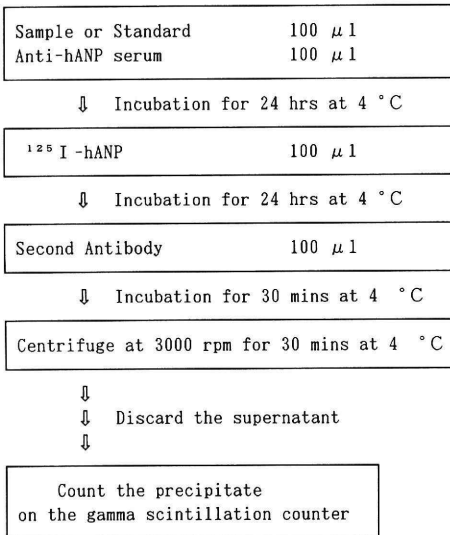 Sample or Standard 100 μl
Anti-hANP serum 100 μl
⇓ Incubation for 24 hrs at 4 °C
¹²⁵I-hANP 100 μl
⇓ Incubation for 24 hrs at 4 °C
Second Antibody 100 μl
⇓ Incubation for 30 mins at 4 °C
Centrifuge at 3000 rpm for 30 mins at 4 °C
⇓
⇓ Discard the supernatant
⇓
Count the precipitate
on the gamma scintillation counter